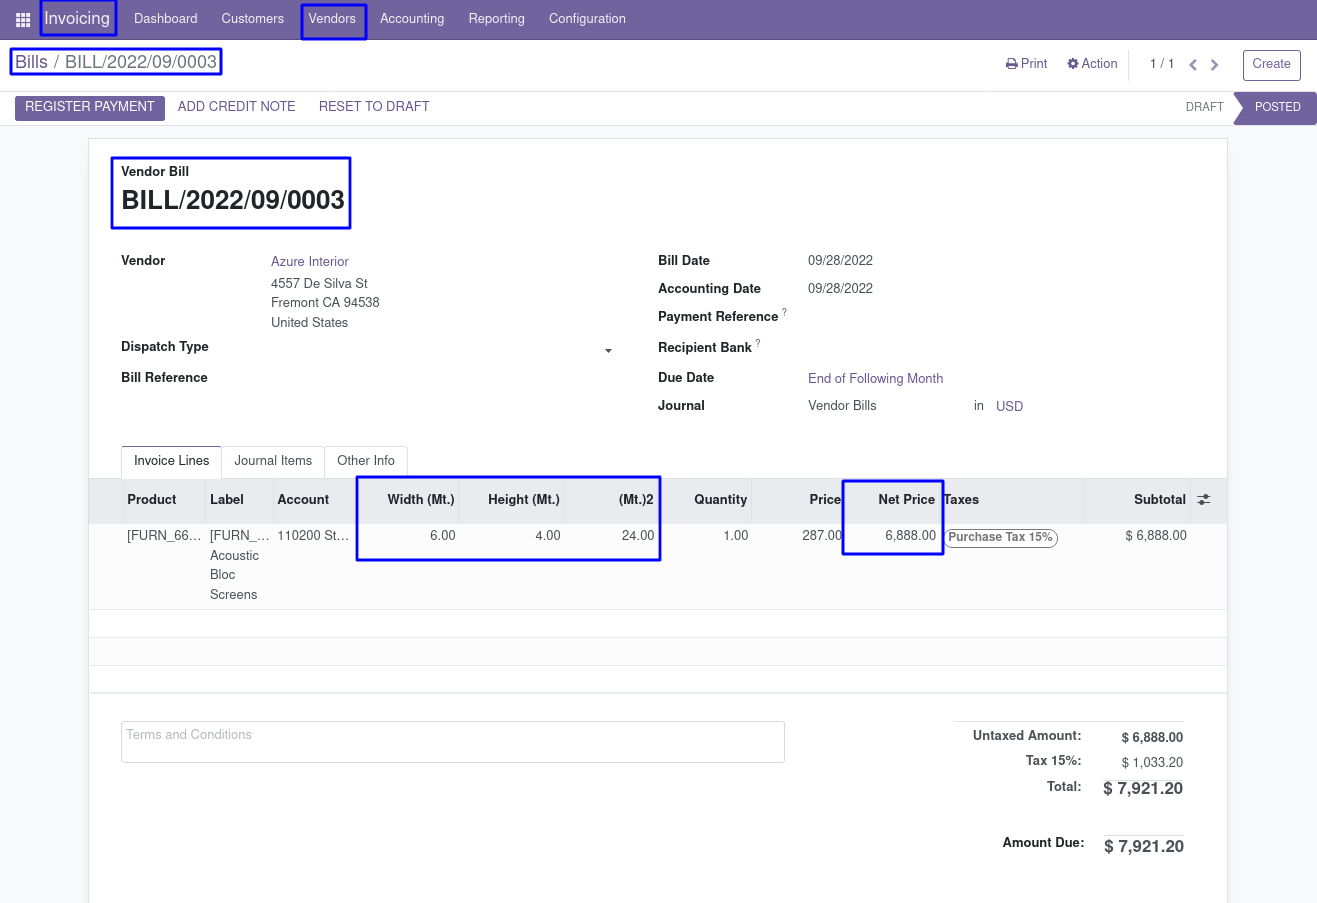 Invoicing Dashboard Customers Vendors Accounting Reporting Configuration
Bills / BILL/2022/09/0003
Print Action 1 / 1 Create
REGISTER PAYMENT ADD CREDIT NOTE RESET TO DRAFT DRAFT POSTED
Vendor Bill
BILL/2022/09/0003
Vendor Azure Interior
4557 De Silva St
Fremont CA 94538
United States
Dispatch Type
Bill Reference
Bill Date 09/28/2022
Accounting Date 09/28/2022
Payment Reference ?
Recipient Bank ?
Due Date End of Following Month
Journal Vendor Bills in USD
Invoice Lines Journal Items Other Info
Product Label Account Width (Mt.) Height (Mt.) (Mt.)2 Quantity Price Net Price Taxes Subtotal
[FURN_66... [FURN_... 110200 St... 6.00 4.00 24.00 1.00 287.00 6,888.00 Purchase Tax 15% $ 6,888.00
Acoustic
Bloc
Screens
Terms and Conditions
Untaxed Amount: $ 6,888.00
Tax 15%: $ 1,033.20
Total: $ 7,921.20
Amount Due: $ 7,921.20